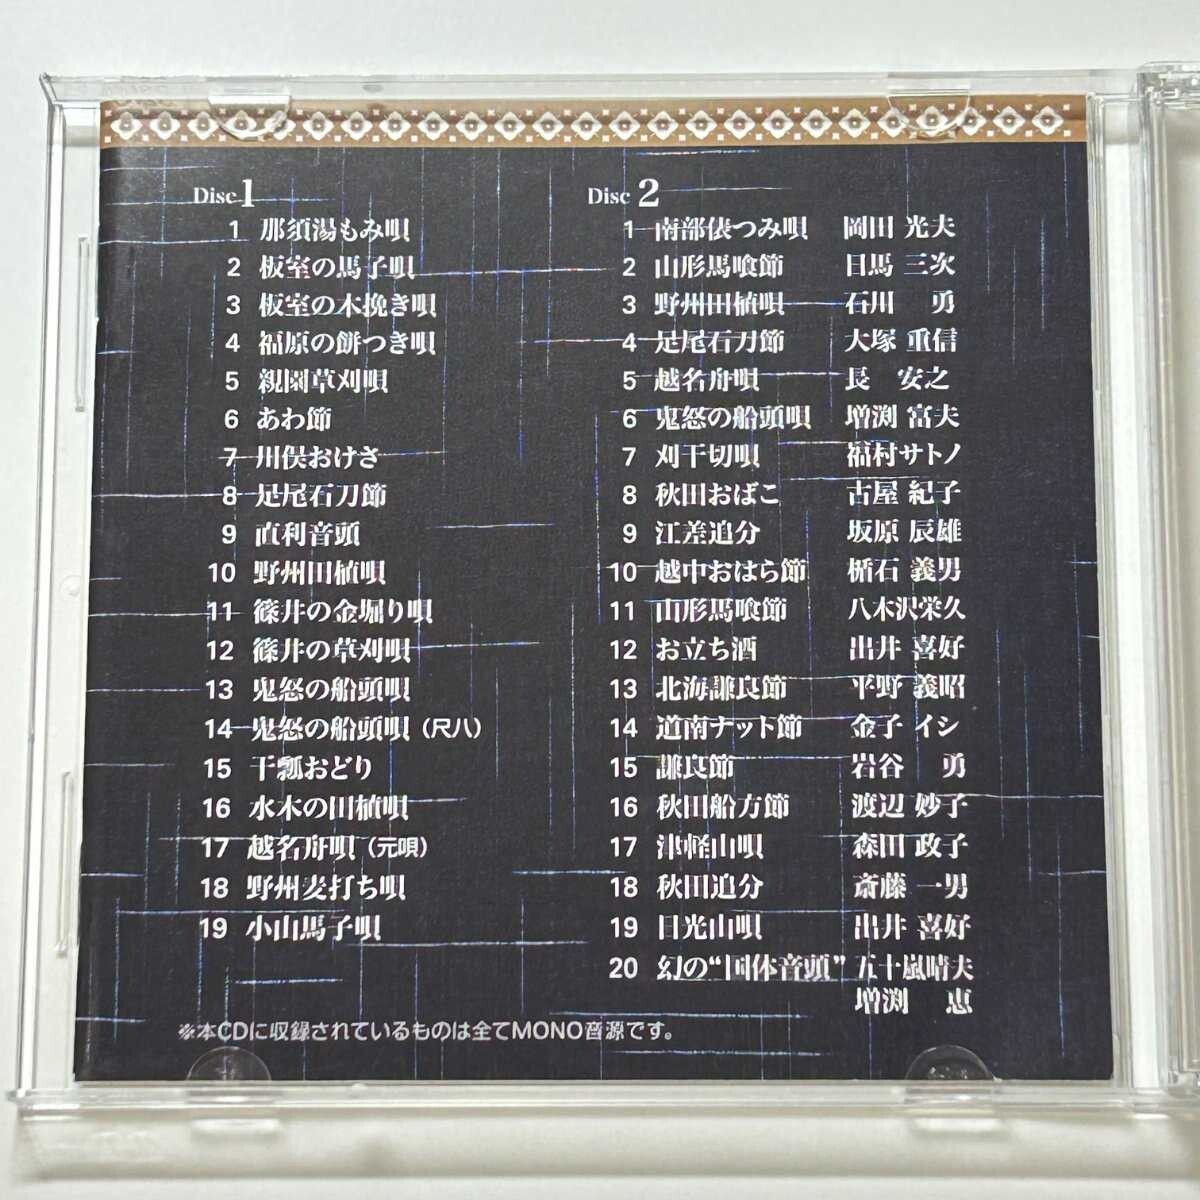 Disc 1
1 那須湯もみ唄
2 板室の馬子唄
3 板室の木挽き唄
4 福原の餅つき唄
5 親園草刈唄
6 あわ節
7 川俣おけさ
8 足尾石刀節
9 直利音頭
10 野州田植唄
11 篠井の金堀り唄
12 篠井の草刈唄
13 鬼怒の船頭唄
14 鬼怒の船頭唄（尺八）
15 干瓢おどり
16 水木の田植唄
17 越名舟唄（元唄）
18 野州麦打ち唄
19 小山馬子唄
Disc 2
1 南部俵つみ唄 岡田 光夫
2 山形馬喰節 目馬 三次
3 野州田植唄 石川 勇
4 足尾石刀節 大塚 重信
5 越名舟唄 長 安之
6 鬼怒の船頭唄 増渕 富夫
7 刈干切唄 福村サトノ
8 秋田おばこ 古屋 紀子
9 江差追分 坂原 辰雄
10 越中おはら節 楯石 義男
11 山形馬喰節 八木沢栄久
12 お立ち酒 出井 喜好
13 北海謙良節 平野 義昭
14 道南ナット節 金子 イシ
15 謙良節 岩谷 勇
16 秋田船方節 渡辺 妙子
17 津軽山唄 森田 政子
18 秋田追分 斎藤 一男
19 日光山唄 出井 喜好
20 幻の“国体音頭” 五十嵐晴夫
増渕 恵
※本CDに収録されているものは全てMONO音源です。